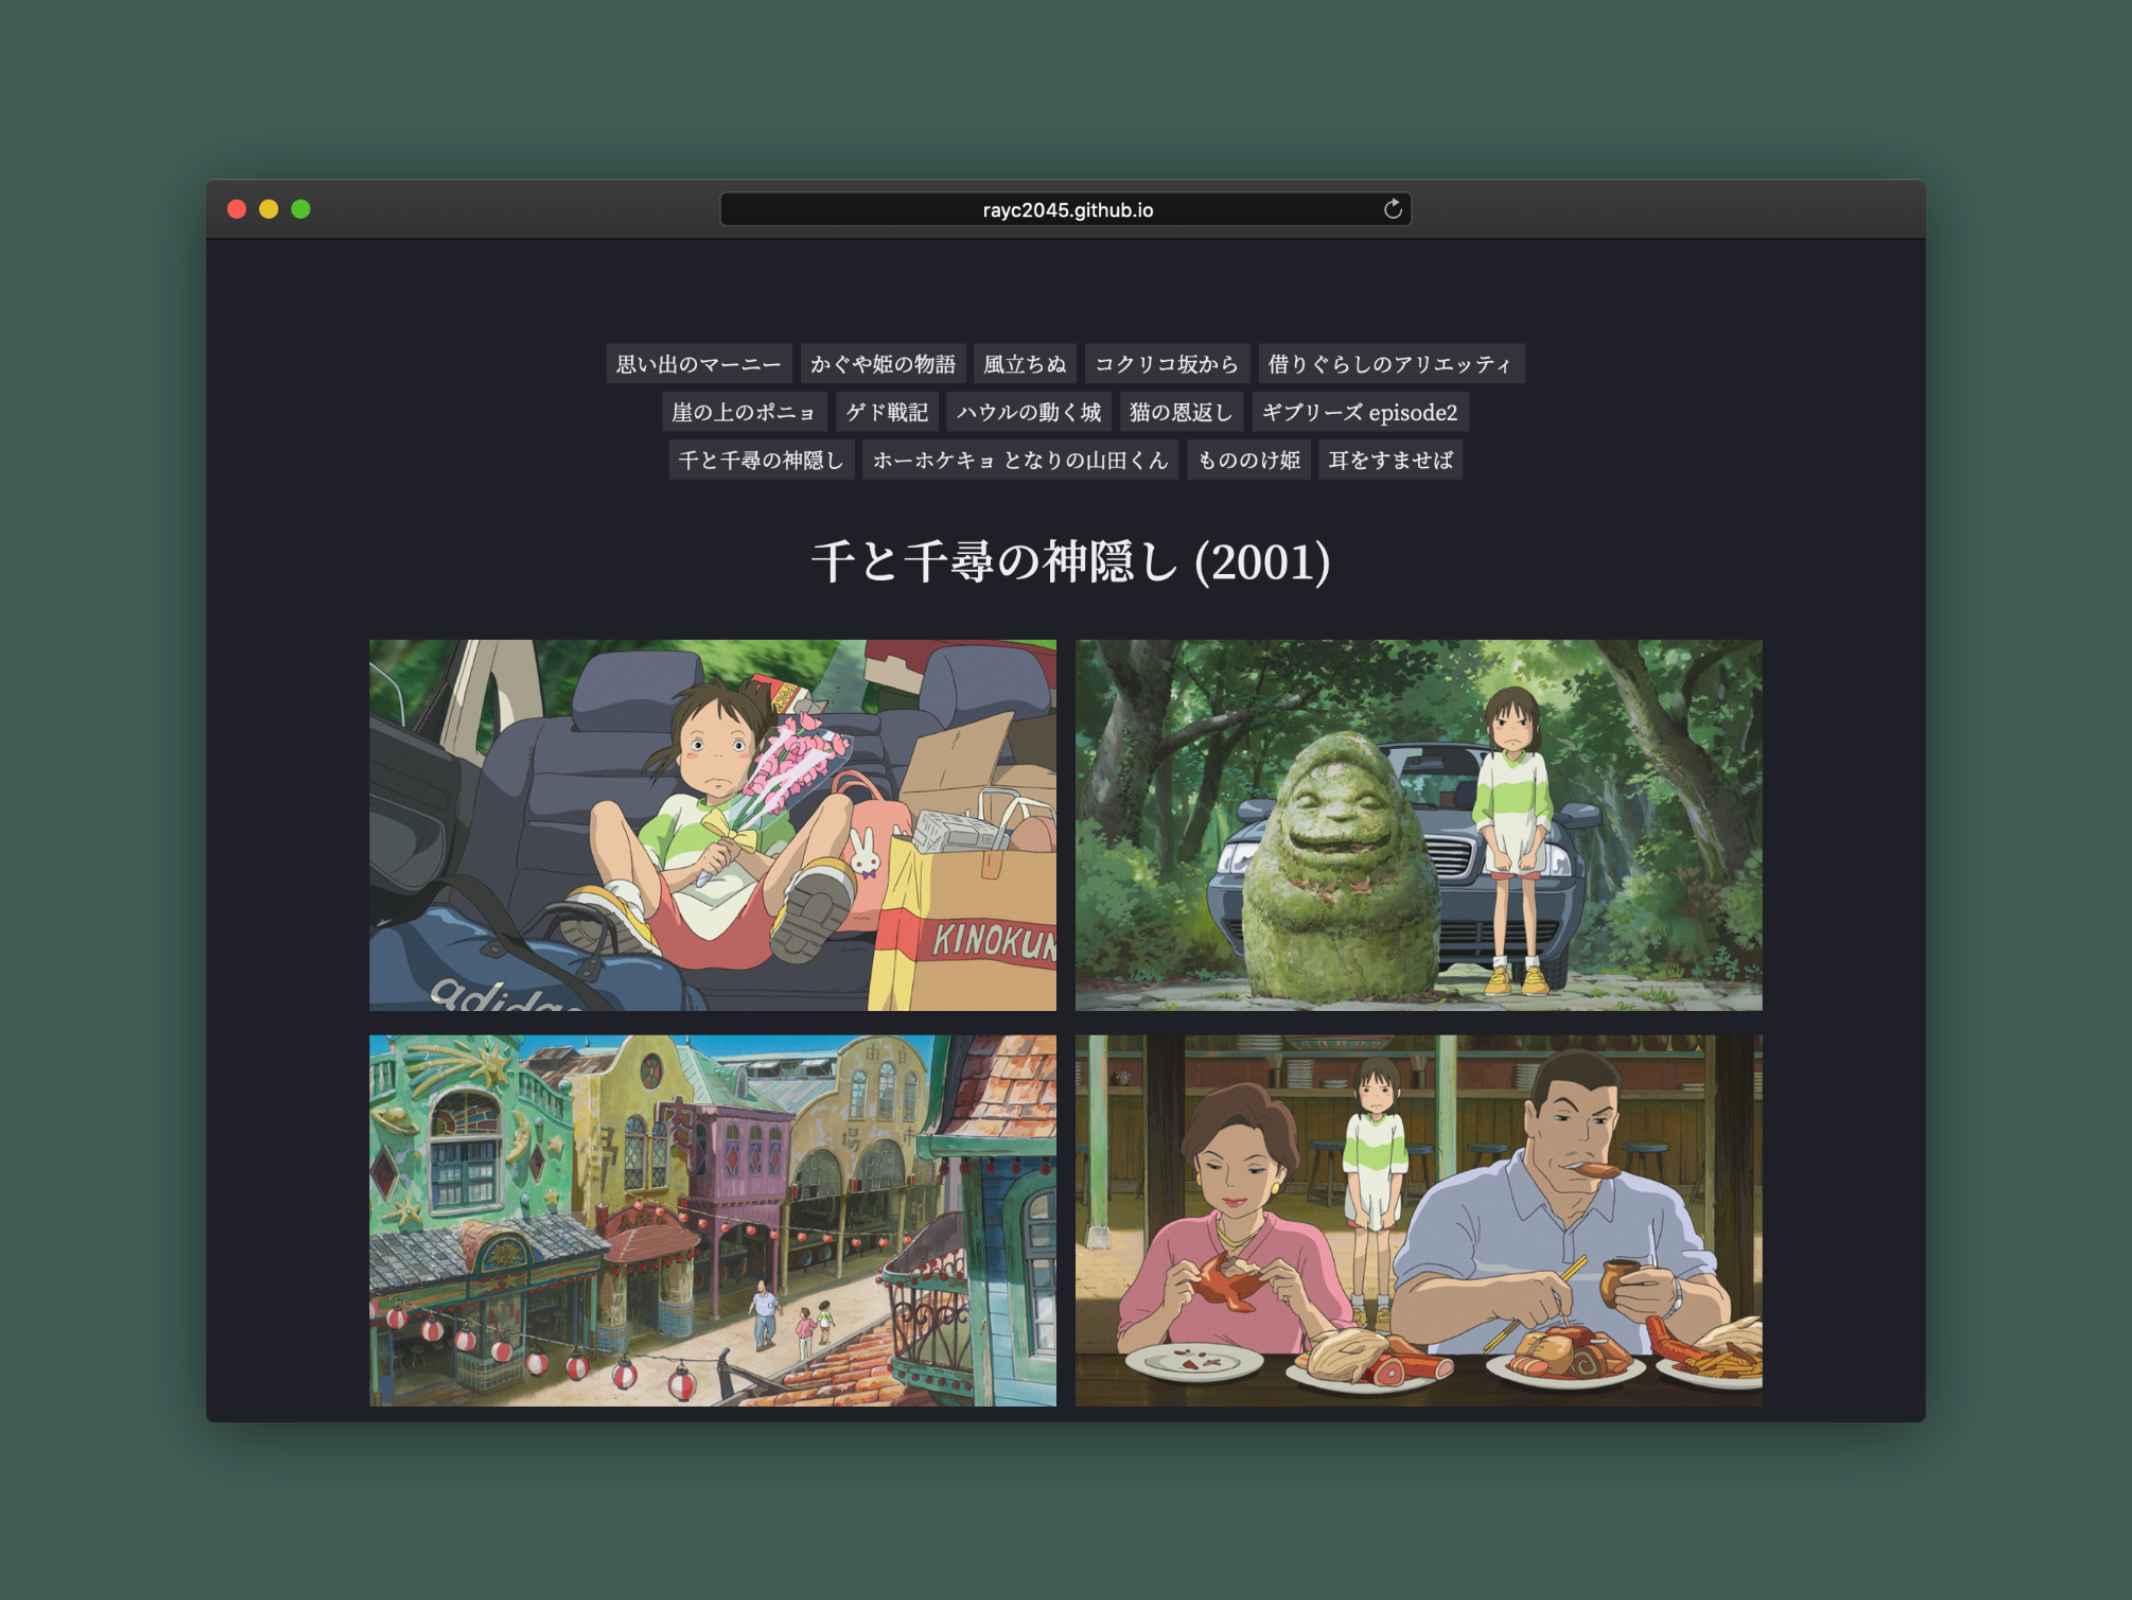 rayc2045.github.io
思い出のマーニー かぐや姫の物語 風立ちぬ コクリコ坂から 借りぐらしのアリエッティ
崖の上のポニョ ゲド戦記 ハウルの動く城 猫の恩返し ギブリーズ episode2
千と千尋の神隠し ホーホケキョ となりの山田くん もののけ姫 耳をすませば
千と千尋の神隠し (2001)
KINOKUN
adidas
市
場
肉